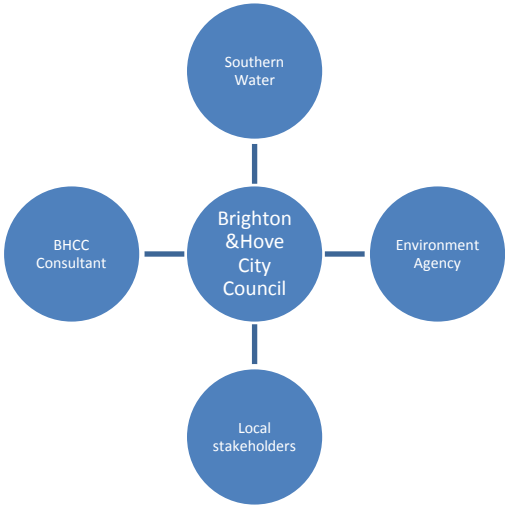 Southern
Water
BHCC
Consultant
Brighton
&Hove
City
Council
Environment
Agency
Local
stakeholders